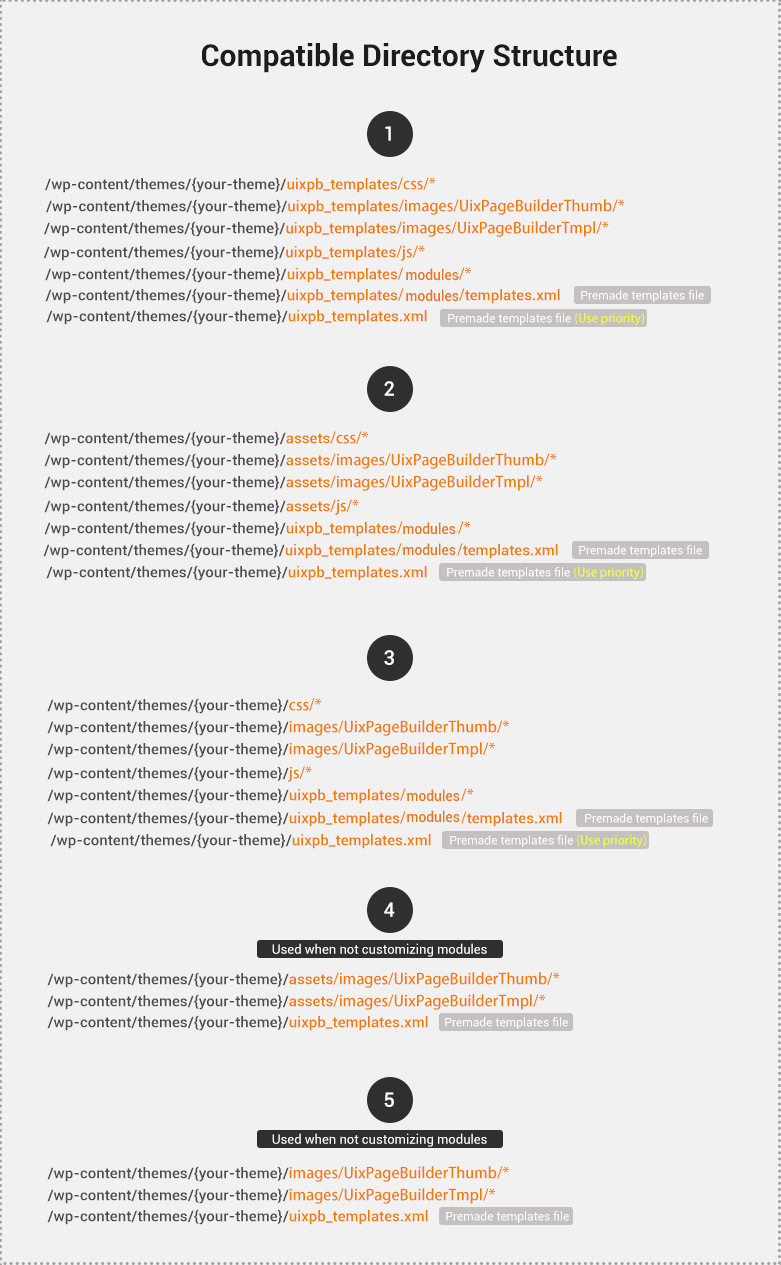 Compatible Directory Structure
1
/wp-content/themes/{your-theme}/uixpb_templates/css/*
/wp-content/themes/{your-theme}/uixpb_templates/images/UixPageBuilderThumb/*
/wp-content/themes/{your-theme}/uixpb_templates/images/UixPageBuilderTmpl/*
/wp-content/themes/{your-theme}/uixpb_templates/js/*
/wp-content/themes/{your-theme}/uixpb_templates/modules/*
/wp-content/themes/{your-theme}/uixpb_templates/modules/templates.xml Premade templates file
/wp-content/themes/{your-theme}/uixpb_templates.xml Premade templates file (Use priority)
2
/wp-content/themes/{your-theme}/assets/css/*
/wp-content/themes/{your-theme}/assets/images/UixPageBuilderThumb/*
/wp-content/themes/{your-theme}/assets/images/UixPageBuilderTmpl/*
/wp-content/themes/{your-theme}/assets/js/*
/wp-content/themes/{your-theme}/uixpb_templates/modules/*
/wp-content/themes/{your-theme}/uixpb_templates/modules/templates.xml Premade templates file
/wp-content/themes/{your-theme}/uixpb_templates.xml Premade templates file (Use priority)
3
/wp-content/themes/{your-theme}/css/*
/wp-content/themes/{your-theme}/images/UixPageBuilderThumb/*
/wp-content/themes/{your-theme}/images/UixPageBuilderTmpl/*
/wp-content/themes/{your-theme}/js/*
/wp-content/themes/{your-theme}/uixpb_templates/modules/*
/wp-content/themes/{your-theme}/uixpb_templates/modules/templates.xml Premade templates file
/wp-content/themes/{your-theme}/uixpb_templates.xml Premade templates file (Use priority)
4
Used when not customizing modules
/wp-content/themes/{your-theme}/assets/images/UixPageBuilderThumb/*
/wp-content/themes/{your-theme}/assets/images/UixPageBuilderTmpl/*
/wp-content/themes/{your-theme}/uixpb_templates.xml Premade templates file
5
Used when not customizing modules
/wp-content/themes/{your-theme}/images/UixPageBuilderThumb/*
/wp-content/themes/{your-theme}/images/UixPageBuilderTmpl/*
/wp-content/themes/{your-theme}/uixpb_templates.xml Premade templates file